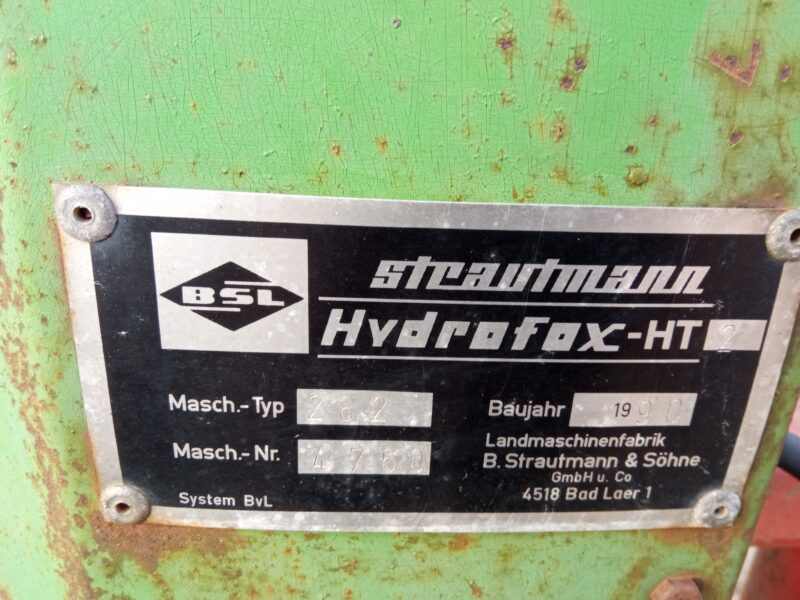 BSL
strautmann
Hydrofox-HT 2
Masch.-Typ 282
Baujahr 1990
Masch.-Nr. 4760
Landmaschinenfabrik
B. Strautmann & Söhne
GmbH u. Co
4518 Bad Laer 1
System BvL